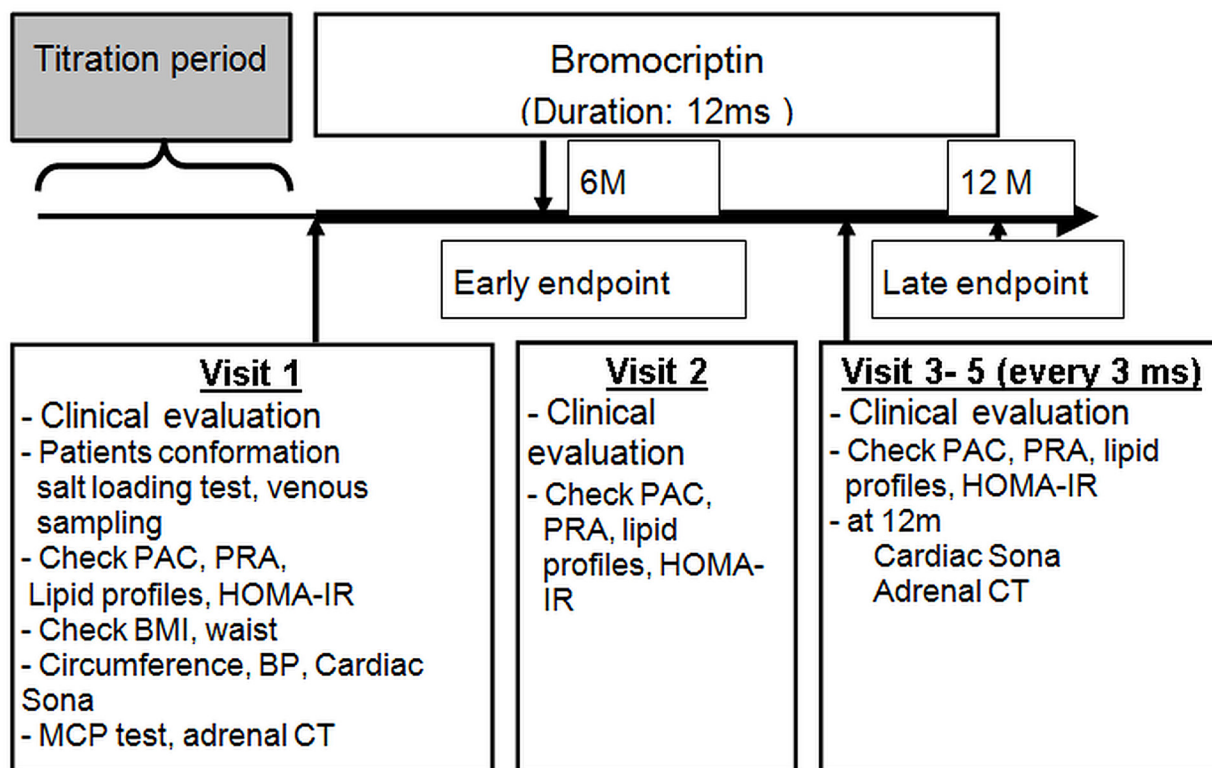 Titration period
Bromocriptin
(Duration: 12ms )
6M
12 M
Early endpoint
Late endpoint
Visit 1
- Clinical evaluation
- Patients conformation
salt loading test, venous
sampling
- Check PAC, PRA,
Lipid profiles, HOMA-IR
- Check BMI, waist
- Circumference, BP, Cardiac
Sona
- MCP test, adrenal CT
Visit 2
- Clinical
evaluation
- Check PAC,
PRA, lipid
profiles, HOMA-
IR
Visit 3- 5 (every 3 ms)
- Clinical evaluation
- Check PAC, PRA, lipid
profiles, HOMA-IR
- at 12m
Cardiac Sona
Adrenal CT